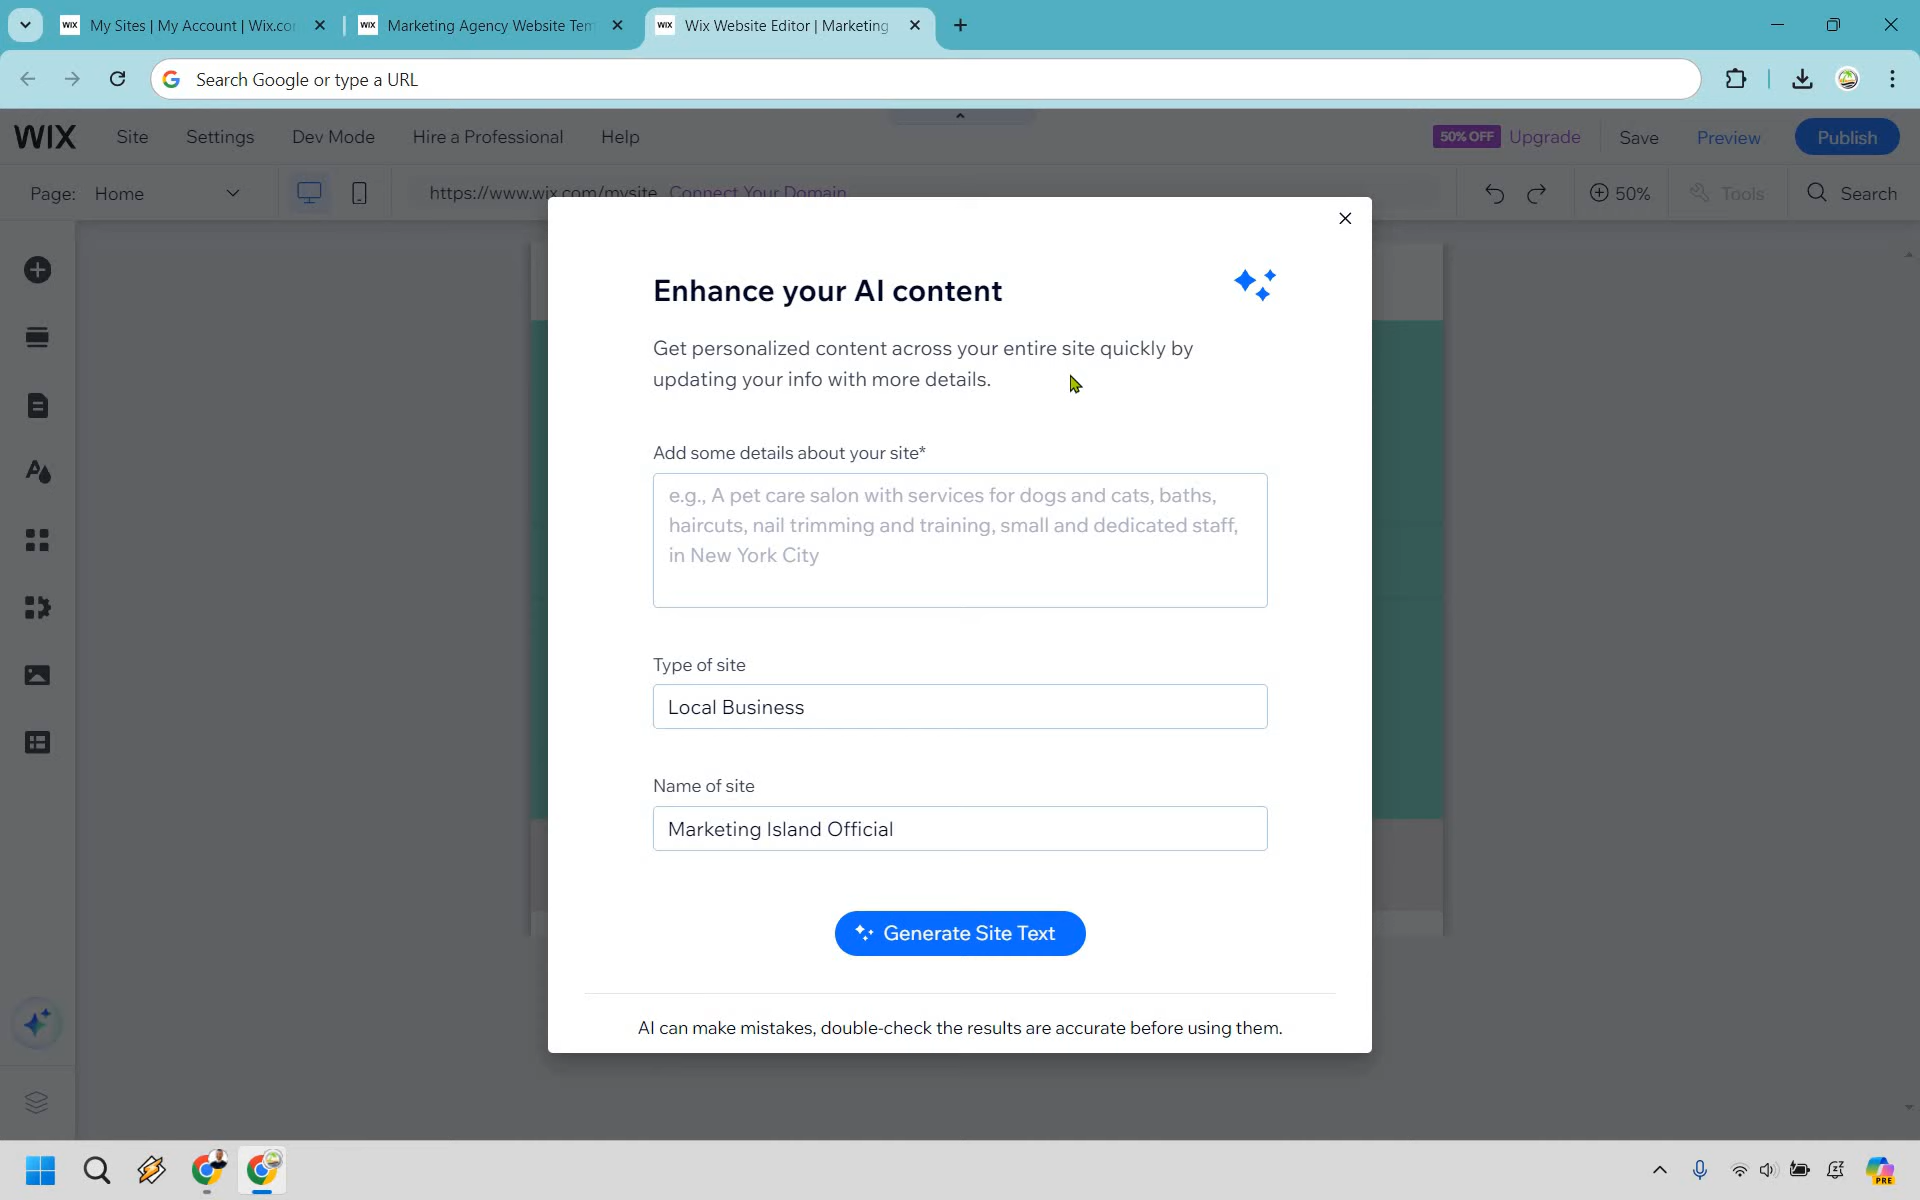 WIX My Sites | My Account | Wix.co
WIX Marketing Agency Website Tem
WIX Wix Website Editor | Marketing
Search Google or type a URL
WIX Site Settings Dev Mode Hire a Professional Help 50% OFF Upgrade Save Preview Publish
Page: Home https://www.wix.com/mysite Connect Your Domain 50% Tools Search
Enhance your AI content
Get personalized content across your entire site quickly by
updating your info with more details.
Add some details about your site*
e.g., A pet care salon with services for dogs and cats, baths,
haircuts, nail trimming and training, small and dedicated staff,
in New York City
Type of site
Local Business
Name of site
Marketing Island Official
Generate Site Text
AI can make mistakes, double-check the results are accurate before using them.
PRE